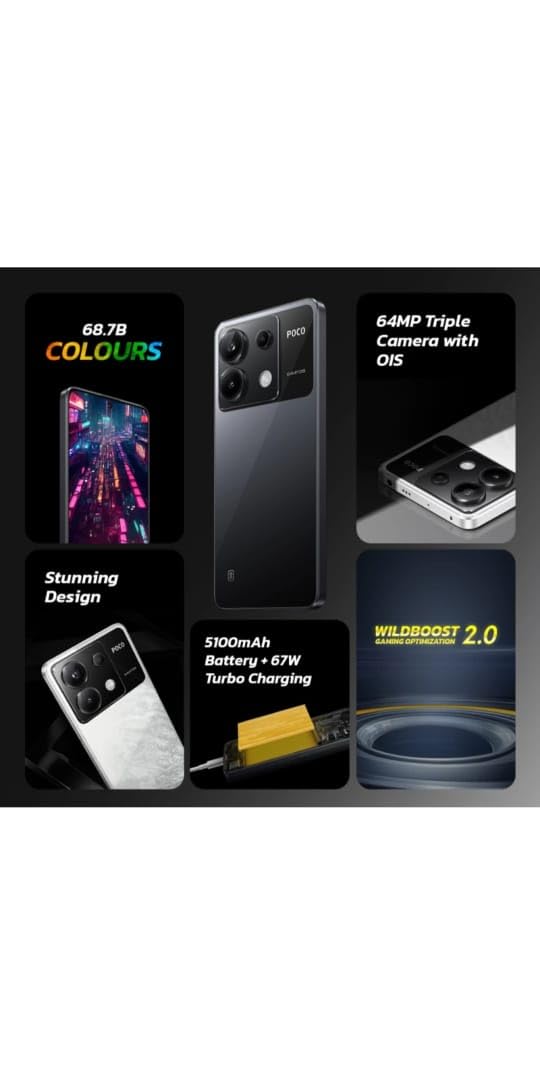 68.7B
COLOURS
POCO
64MP Triple
Camera with
OIS
POCO
Stunning
Design
POCO
5100mAh
Battery + 67W
Turbo Charging
WILDBOOST 2.0
GAMING OPTIMIZATION